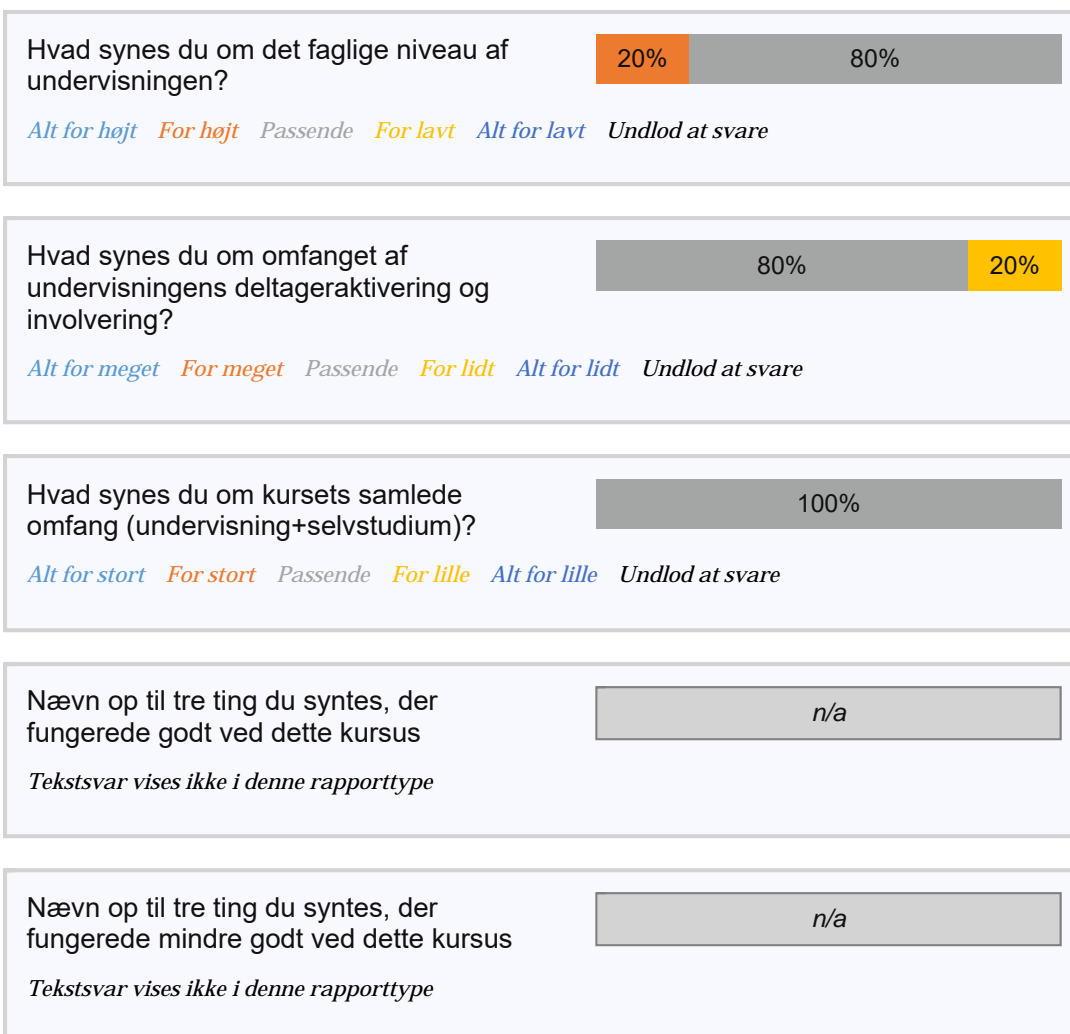 Hvad synes du om det faglige niveau af
undervisningen?
20% 80%
Alt for højt For højt Passende For lavt Alt for lavt Undlod at svare
Hvad synes du om omfanget af
undervisningens deltageraktivering og
involvering?
80% 20%
Alt for meget For meget Passende For lidt Alt for lidt Undlod at svare
Hvad synes du om kursets samlede
omfang (undervisning+selvstudium)?
100%
Alt for stort For stort Passende For lille Alt for lille Undlod at svare
Nævn op til tre ting du syntes, der
fungerede godt ved dette kursus
n/a
Tekstsvar vises ikke i denne rapporttype
Nævn op til tre ting du syntes, der
fungerede mindre godt ved dette kursus
n/a
Tekstsvar vises ikke i denne rapporttype